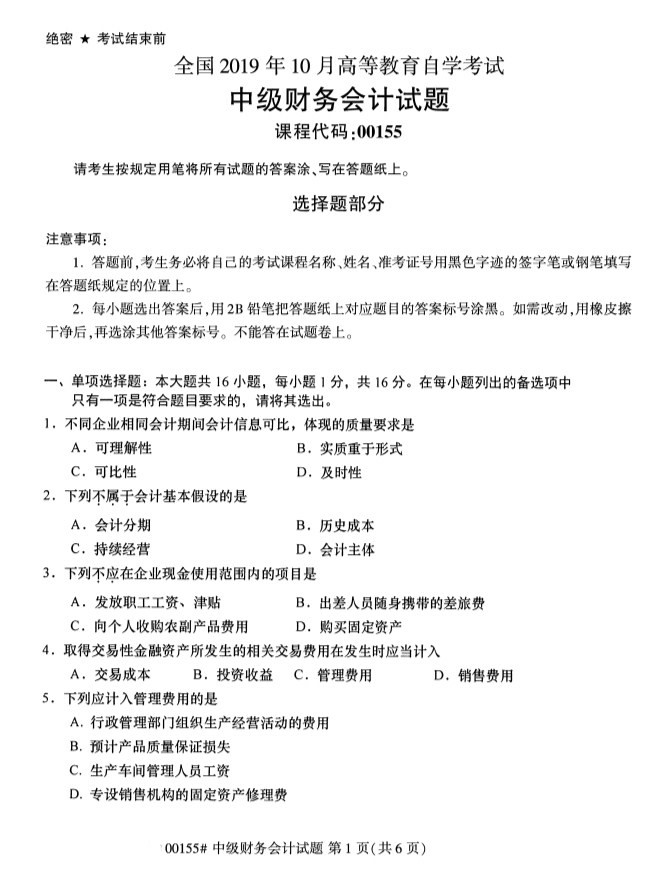 绝密 ★ 考试结束前
全国 2019 年 10 月高等教育自学考试
中级财务会计试题
课程代码:00155
请考生按规定用笔将所有试题的答案涂、写在答题纸上。
选择题部分
注意事项:
1. 答题前,考生务必将自己的考试课程名称、姓名、准考证号用黑色字迹的签字笔或钢笔填写
在答题纸规定的位置上。
2. 每小题选出答案后,用 2B 铅笔把答题纸上对应题目的答案标号涂黑。如需改动,用橡皮擦
干净后,再选涂其他答案标号。不能答在试题卷上。
一、单项选择题：本大题共 16 小题，每小题 1 分，共 16 分。在每小题列出的备选项中
只有一项是符合题目要求的，请将其选出。
1．不同企业相同会计期间会计信息可比，体现的质量要求是
A．可理解性 B．实质重于形式
C．可比性 D．及时性
2．下列不属于会计基本假设的是
A．会计分期 B．历史成本
C．持续经营 D．会计主体
3．下列不应在企业现金使用范围内的项目是
A．发放职工工资、津贴 B．出差人员随身携带的差旅费
C．向个人收购农副产品费用 D．购买固定资产
4．取得交易性金融资产所发生的相关交易费用在发生时应当计入
A．交易成本 B．投资收益 C．管理费用 D．销售费用
5．下列应计入管理费用的是
A. 行政管理部门组织生产经营活动的费用
B. 预计产品质量保证损失
C. 生产车间管理人员工资
D. 专设销售机构的固定资产修理费
00155# 中级财务会计试题 第 1 页(共 6 页)